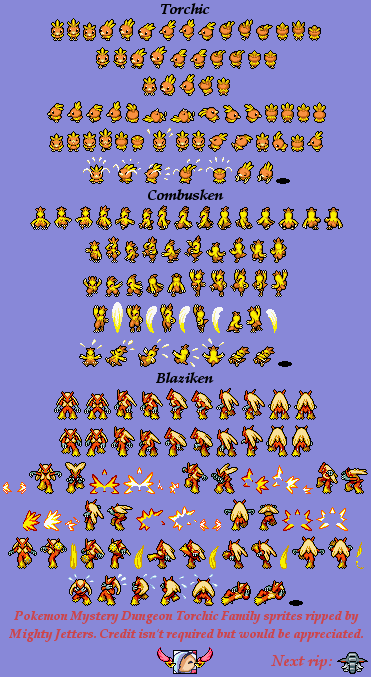 Torchic
Combusken
Blaziken
Pokemon Mystery Dungeon Torchic Family sprites ripped by
Mighty Jetters. Credit isn't required but would be appreciated.
Next rip: